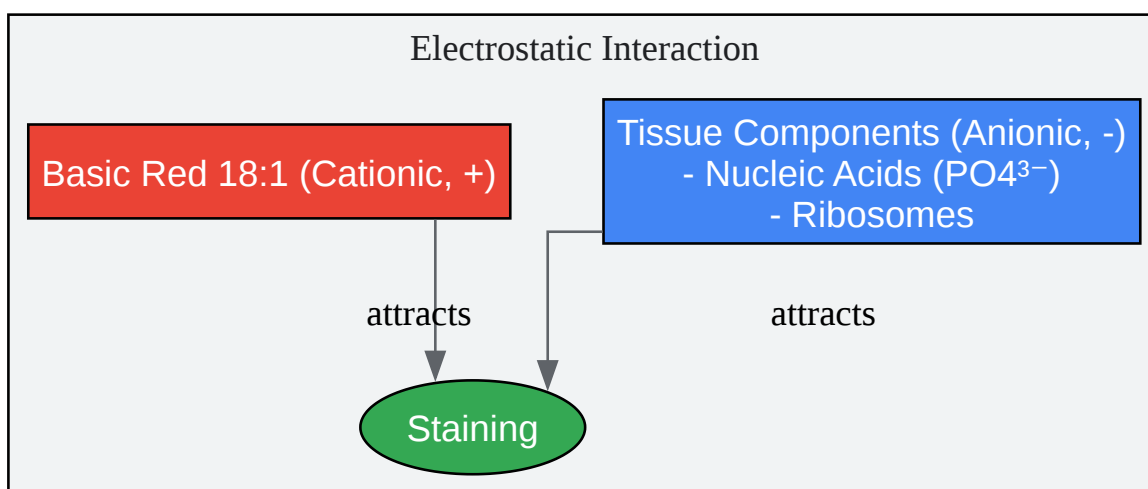 Electrostatic Interaction
Basic Red 18:1 (Cationic, +)
Tissue Components (Anionic, -)
- Nucleic Acids (PO4³⁻)
- Ribosomes
attracts
attracts
Staining